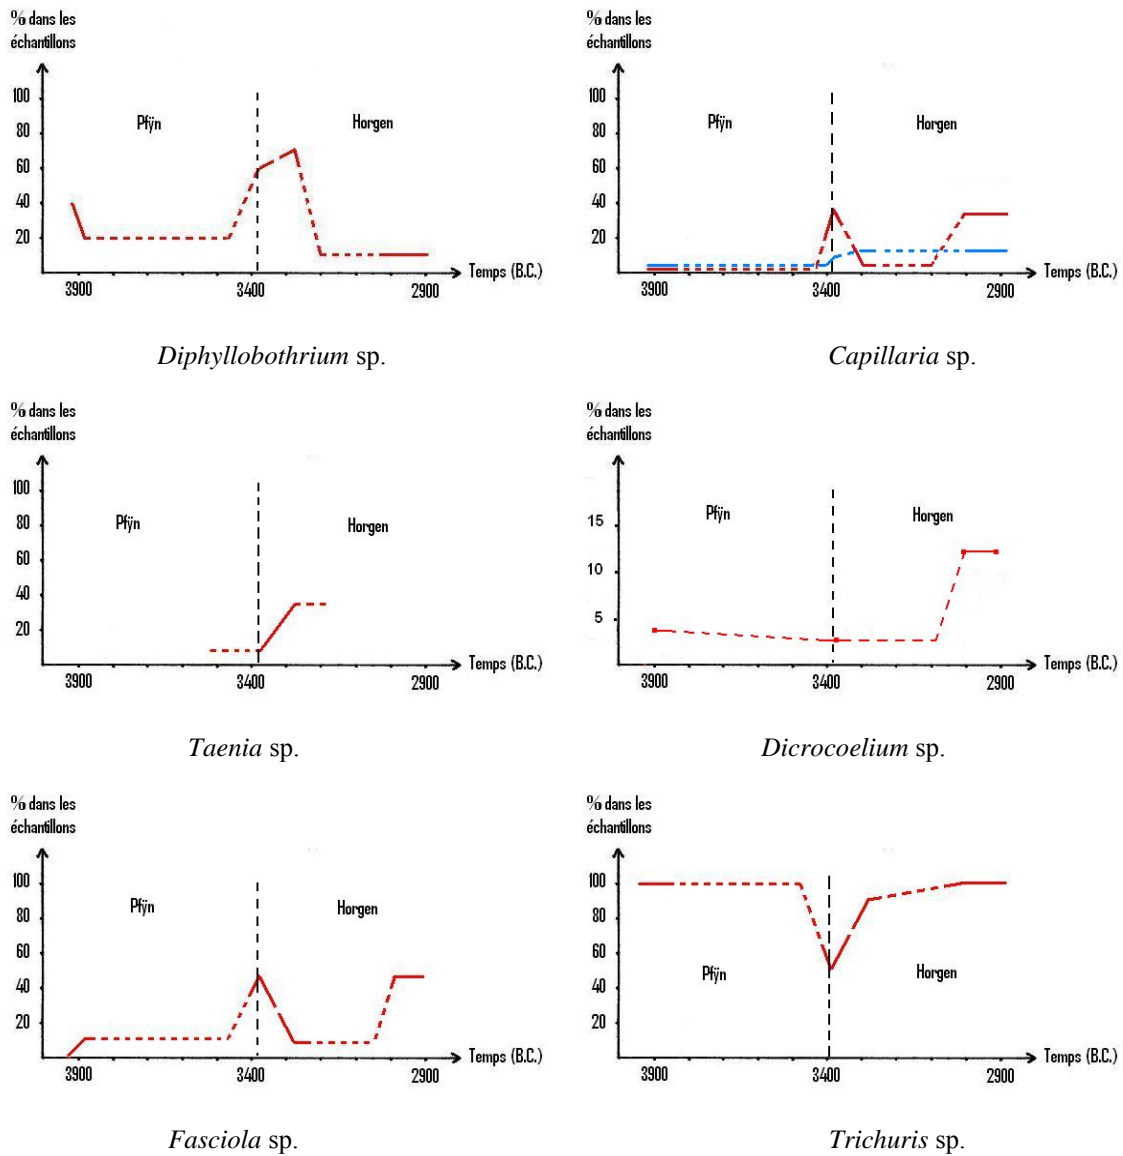 % dans les
échantillons
100
80
60
40
20
Pfÿn
Horgen
3900
3400
2900
Temps (B.C.)
Diphyllobothrium sp.
% dans les
échantillons
100
80
60
40
20
Pfÿn
Horgen
3900
3400
2900
Temps (B.C.)
Capillaria sp.
% dans les
échantillons
100
80
60
40
20
Pfÿn
Horgen
3900
3400
2900
Temps (B.C.)
Taenia sp.
% dans les
échantillons
15
10
5
Pfÿn
Horgen
3900
3400
2900
Temps (B.C.)
Dicrocoelium sp.
% dans les
échantillons
100
80
60
40
20
Pfÿn
Horgen
3900
3400
2900
Temps (B.C.)
Fasciola sp.
% dans les
échantillons
100
80
60
40
20
Pfÿn
Horgen
3900
3400
2900
Temps (B.C.)
Trichuris sp.